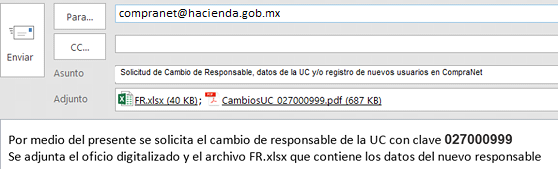 Para...
compranet@hacienda.gob.mx
Enviar
CC...
Asunto
Solicitud de Cambio de Responsable, datos de la UC y/o registro de nuevos usuarios en CompraNet
Adjunto
FR.xlsx (40 KB); CambiosUC_027000999.pdf (687 KB)
Por medio del presente se solicita el cambio de responsable de la UC con clave 027000999
Se adjunta el oficio digitalizado y el archivo FR.xlsx que contiene los datos del nuevo responsable